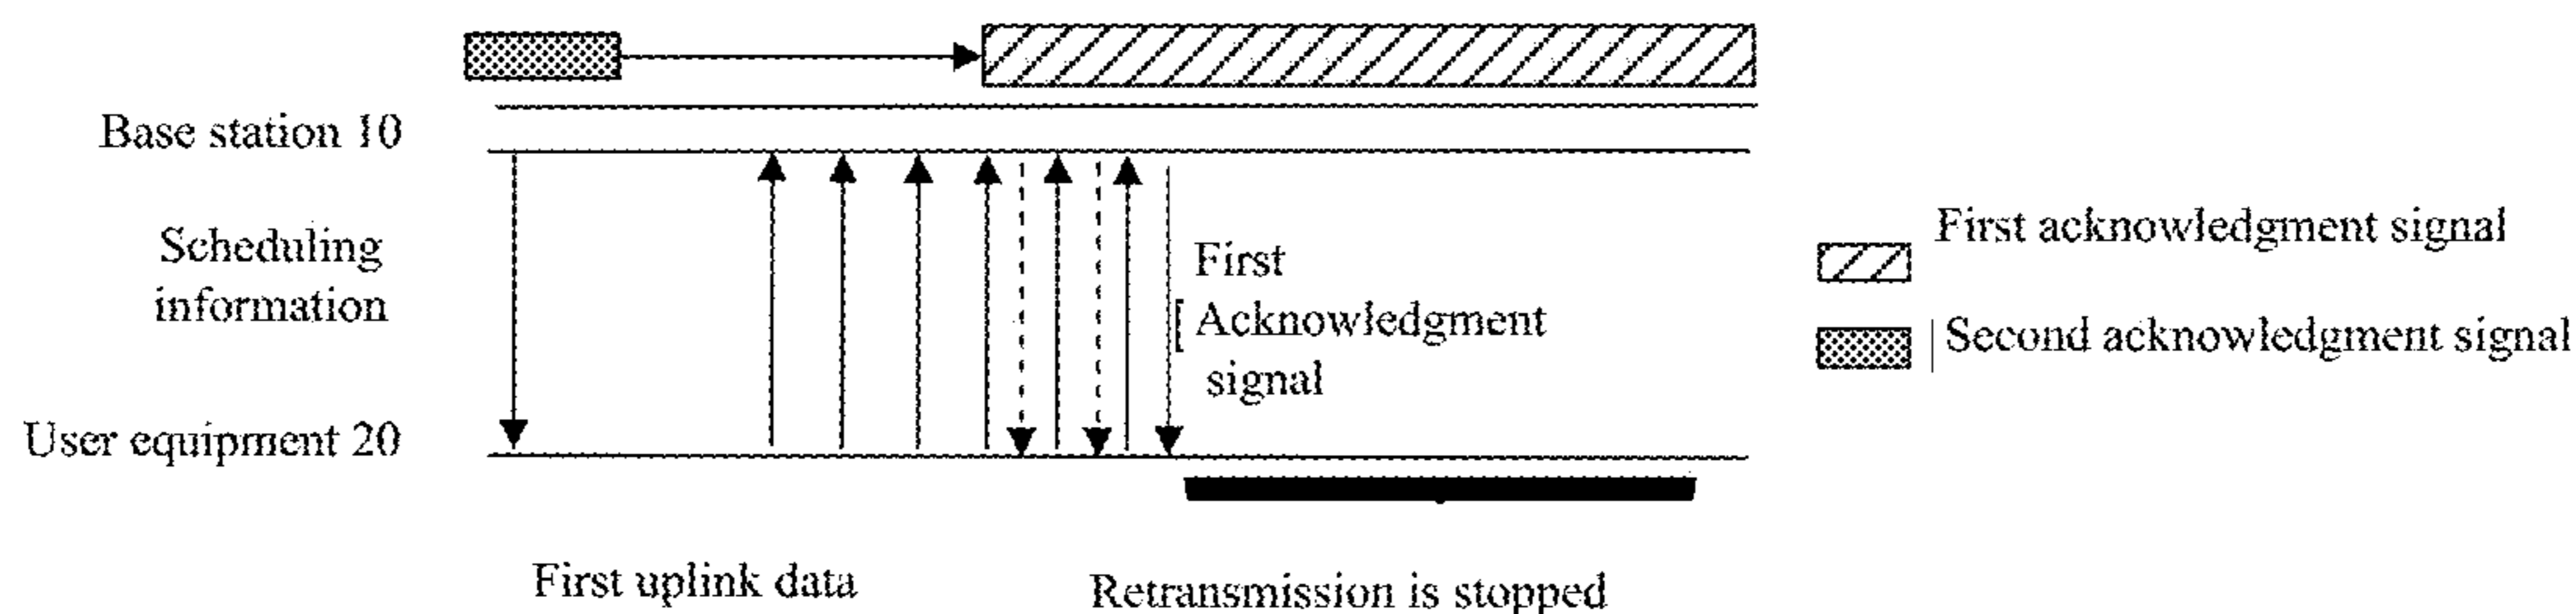 Base station 10
Scheduling
information
User equipment 20
First
Acknowledgment
signal
First acknowledgment signal
Second acknowledgment signal
First uplink data
Retransmission is stopped